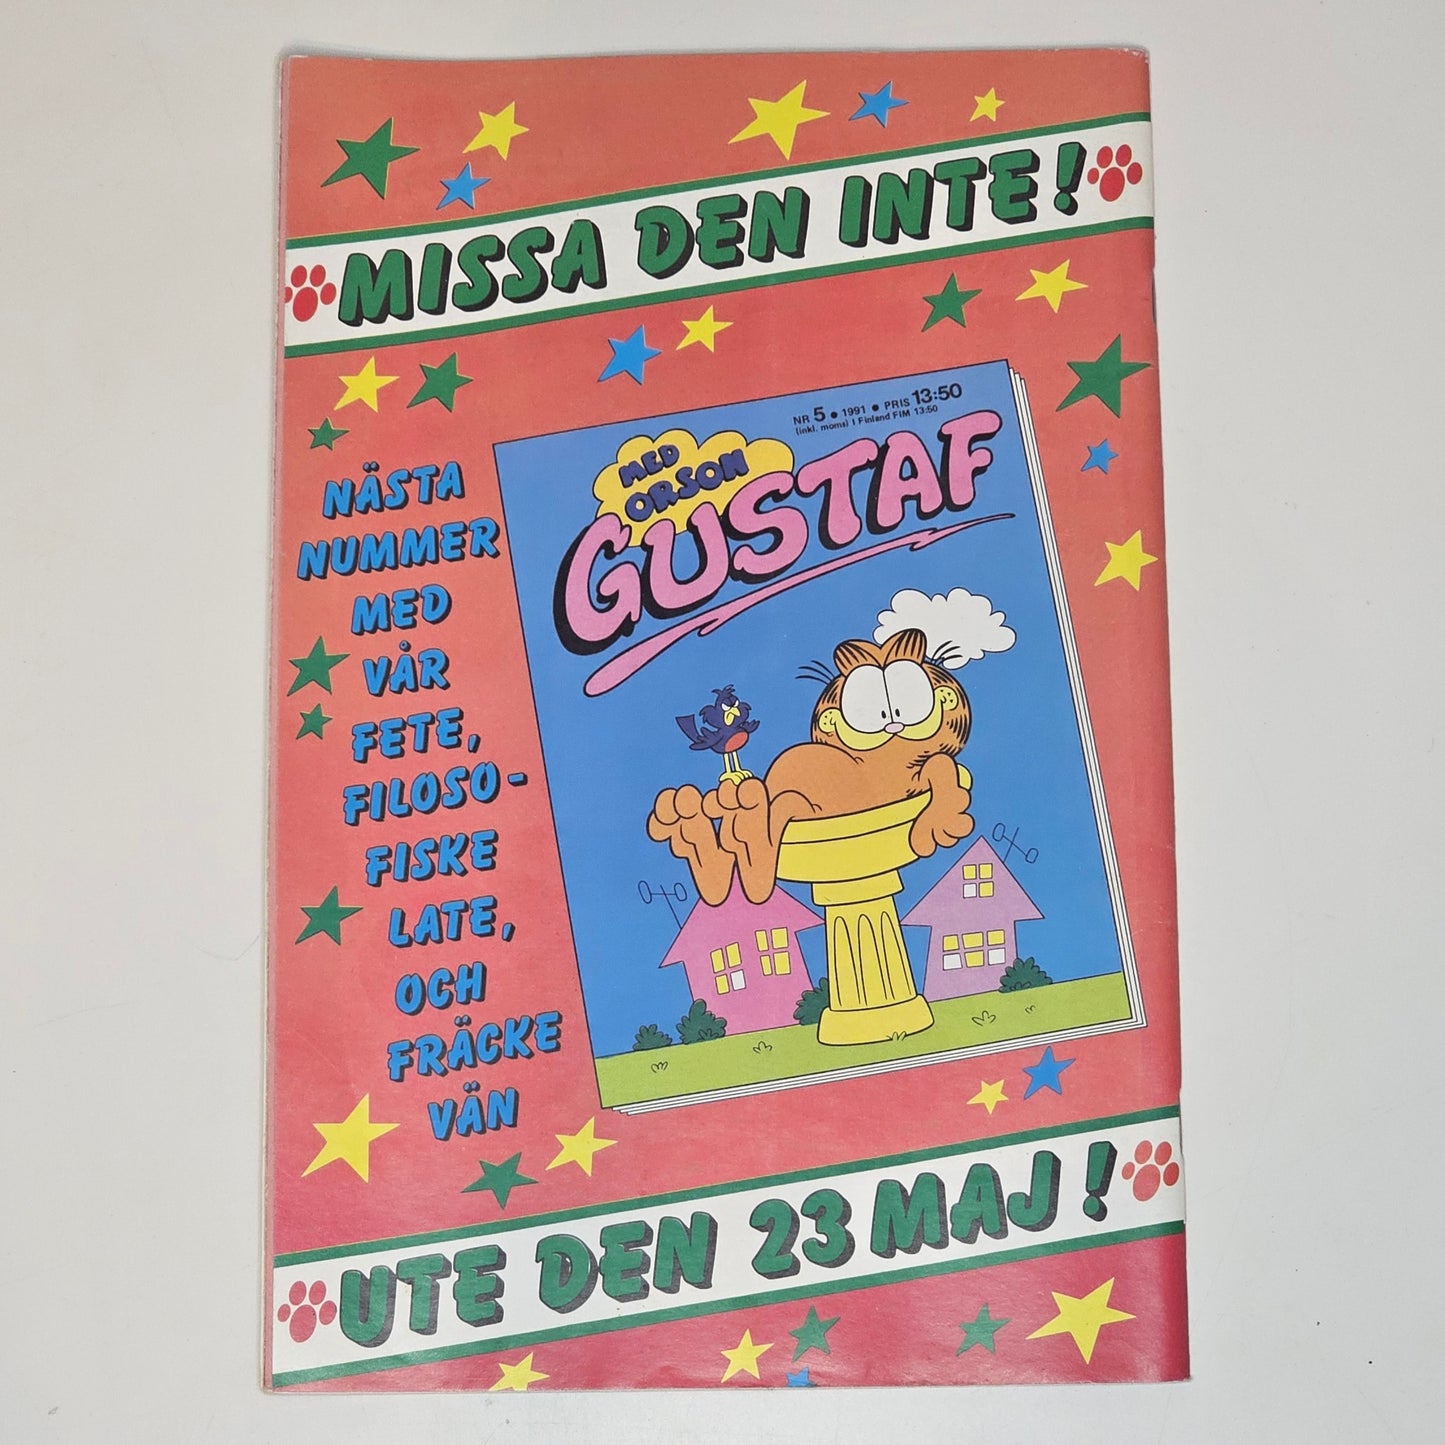 MISSA DEN INTE!
NR 5 • 1991 • PRIS 13:50
(inkl. moms) I Finland FIM 13:50
MED
ORSON
GUSTAF
NÄSTA
NUMMER
MED
VÅR
FETE,
FILOSO-
FISKE
LATE,
OCH
FRÄCKE
VÄN
UTE DEN 23 MAJ!